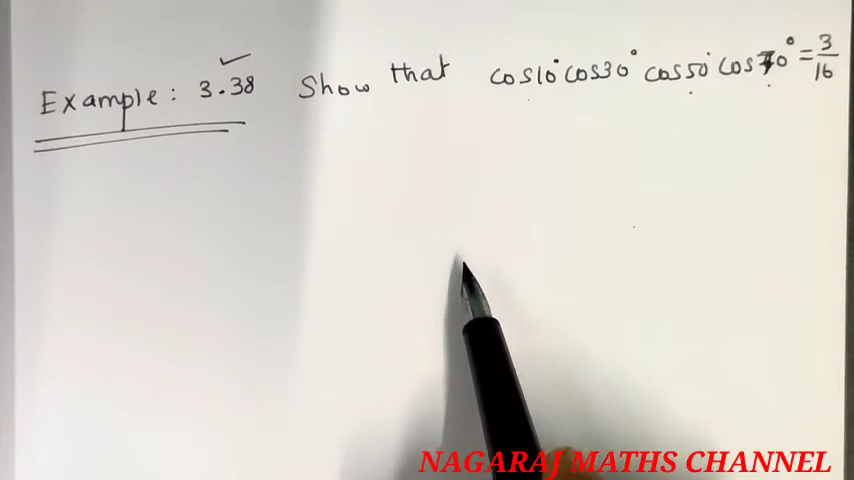 Example: 3.38 Show that cos10° cos30° cos50° cos70° = 3/16
NAGARAJ MATHS CHANNEL